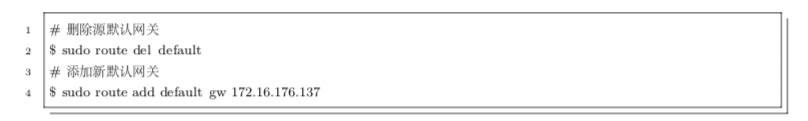 1 # 删除源默认网关
2 $ sudo route del default
3 # 添加新默认网关
4 $ sudo route add default gw 172.16.176.137